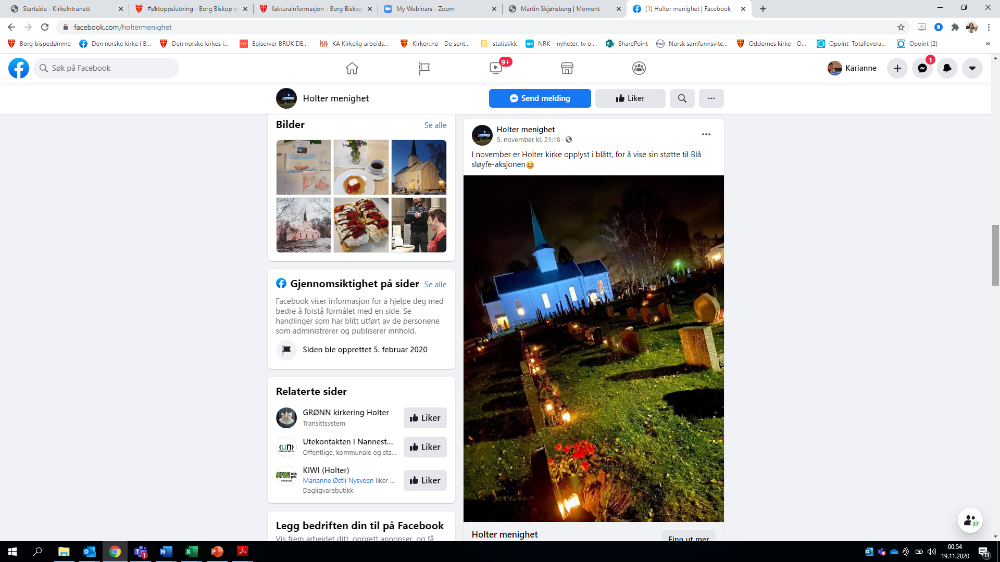 Startside - KirkeIntranett
#øktoppslutning - Borg Biskop o
fakturainformasjon - Borg Biskop
My Webinars - Zoom
Martin Skjønsberg | Moment
(1) Holter menighet | Facebook
facebook.com/holtermenighet
Borg bispedømme
Den norske kirke i B...
Den norske kirkes i...
Episerver BRUK DE...
KA Kirkelig arbeids...
Kirken.no - De sent...
statistikk
NRK – nyheter, tv o...
SharePoint
Norsk samfunnsvite...
Oddernes kirke - O...
Opoint Totallevera...
Opoint (2)
»
Søk på Facebook
9+
Karianne
1
Holter menighet
Send melding
Liker
Bilder
Se alle
Gjennomsiktighet på sider
Se alle
Facebook viser informasjon for å hjelpe deg med
bedre å forstå formålet med en side. Se
handlinger som har blitt utført av de personene
som administrerer og publiserer innhold.
Siden ble opprettet 5. februar 2020
Relaterte sider
GRØNN kirkering Holter
Transittsystem
Liker
Utekontakten i Nannest...
Offentlige, kommunale og sta...
Liker
KIWI (Holter)
Marianne Østli Nysveen liker ...
Dagligvarebutikk
Liker
Legg bedriften din til på Facebook
Vis frem arbeidet ditt, opprett annonser, og få
Holter menighet
5. november kl. 21:18 ·
I november er Holter kirke opplyst i blått, for å vise sin støtte til Blå
sløyfe-aksjonen😊
Holter menighet
Finn ut mer
37
1
00.54
19.11.2020
11